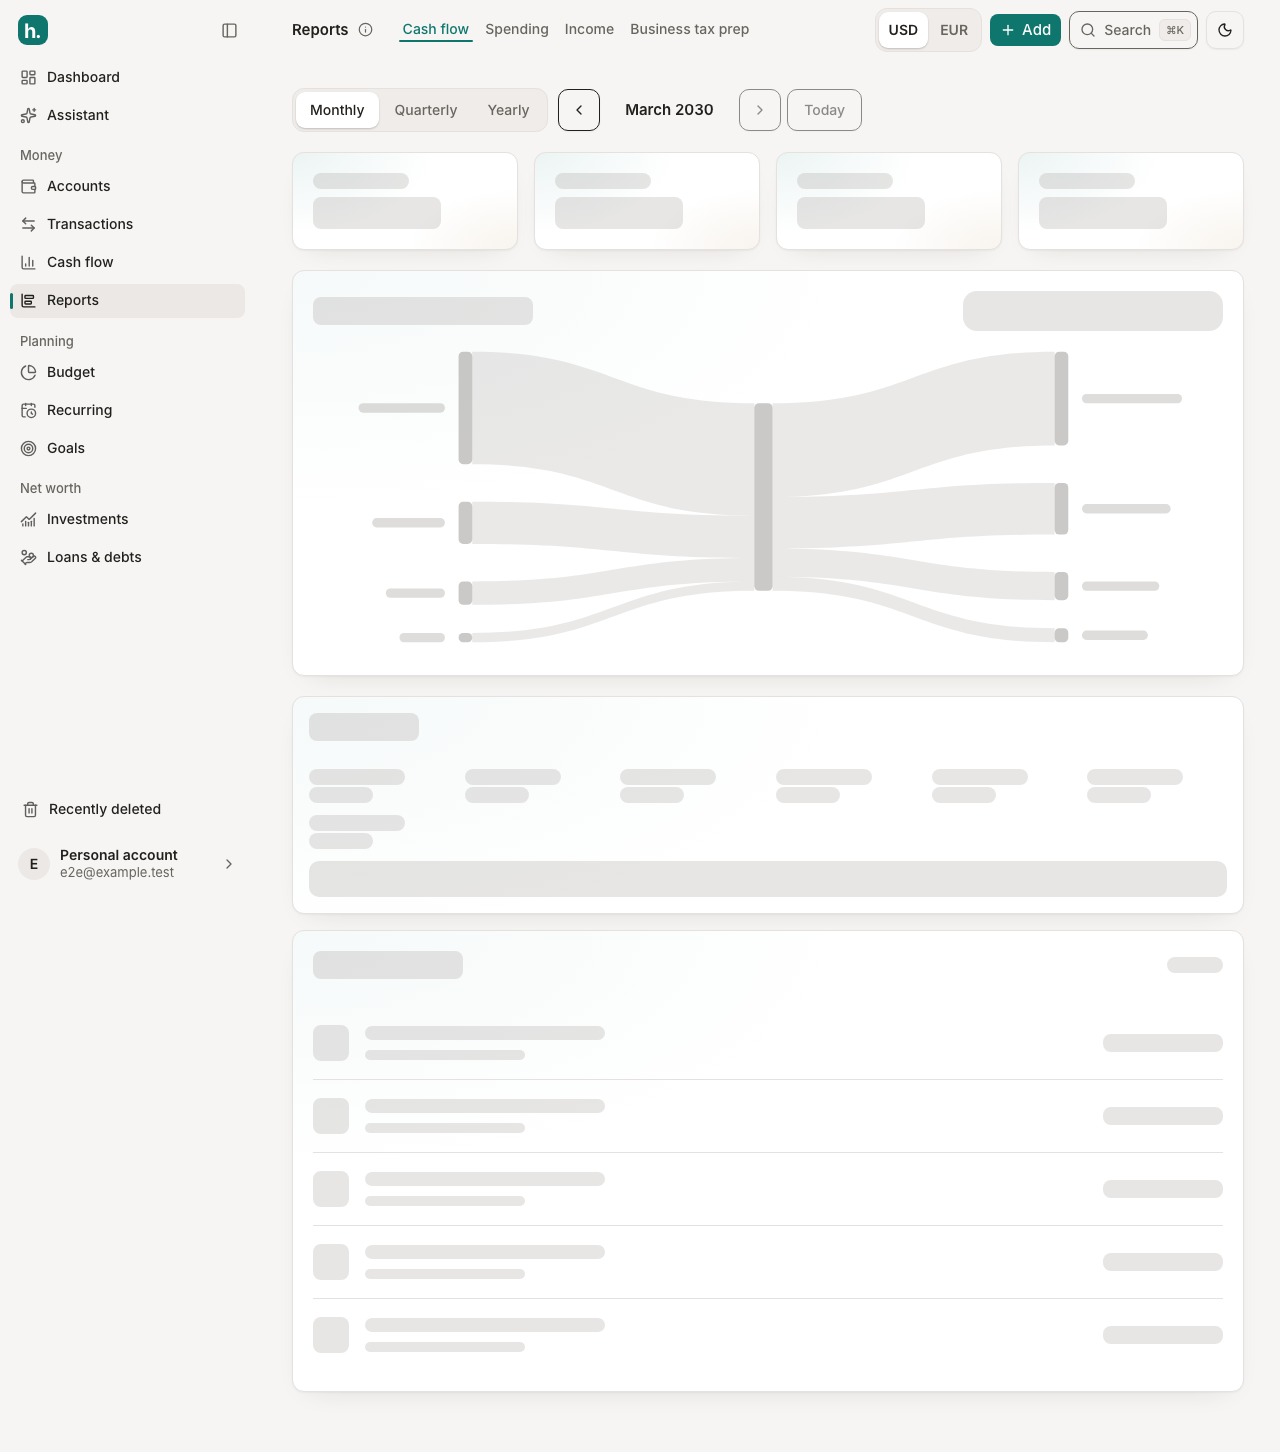 h.
Reports
Cash flow
Spending
Income
Business tax prep
USD
EUR
Add
Search
⌘K
Dashboard
Assistant
Money
Accounts
Transactions
Cash flow
Reports
Planning
Budget
Recurring
Goals
Net worth
Investments
Loans & debts
Recently deleted
E
Personal account
e2e@example.test
Monthly
Quarterly
Yearly
March 2030
Today